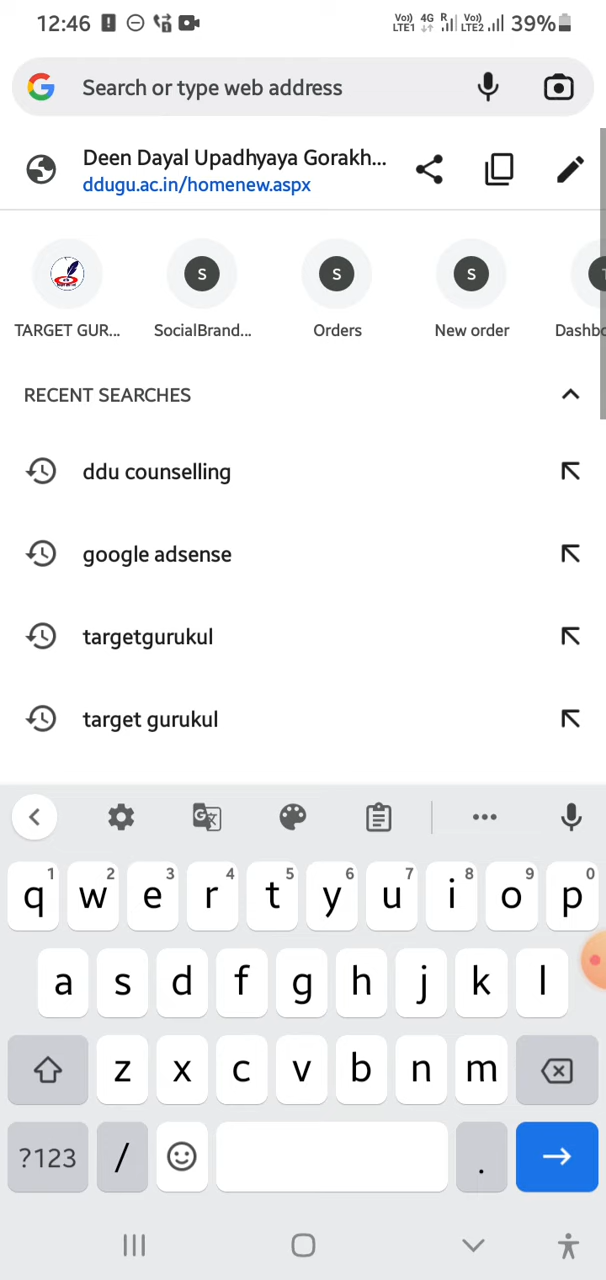 12:46 Vo) LTE1 4G R Vo) LTE2 39%
Search or type web address
Deen Dayal Upadhyaya Gorakh...
ddugu.ac.in/homenew.aspx
S S S
TARGET GUR... SocialBrand... Orders New order Dashbo
RECENT SEARCHES
ddu counselling
google adsense
targetgurukul
target gurukul
1 2 3 4 5 6 7 8 9 0
q w e r t y u i o p
a s d f g h j k l
z x c v b n m
?123 / .